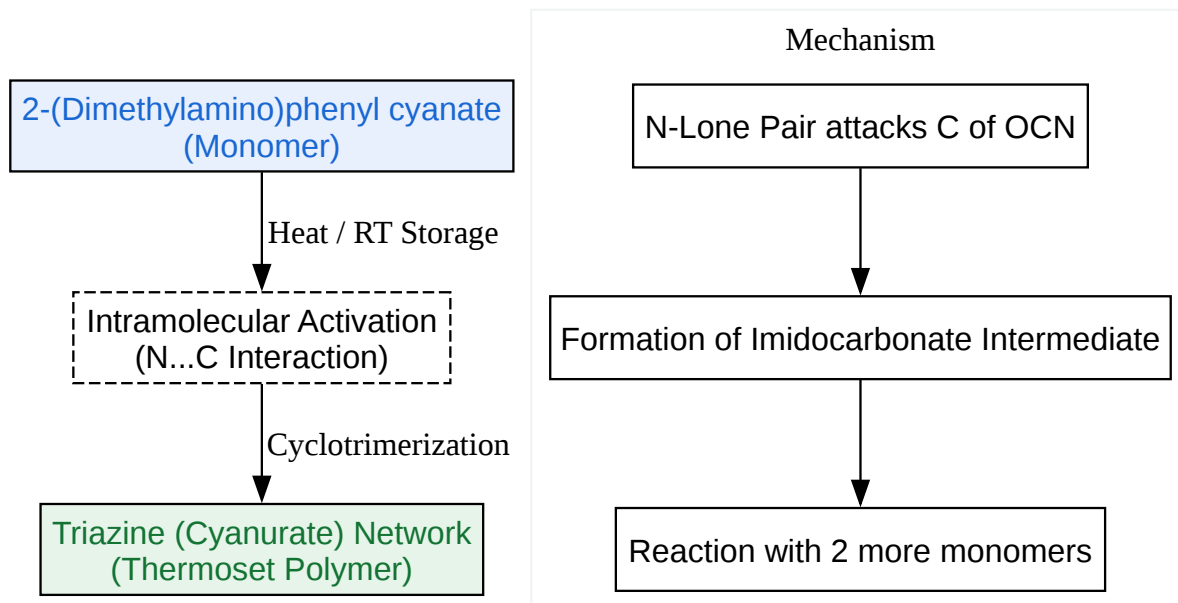 2-(Dimethylamino)phenyl cyanate
(Monomer)
Heat / RT Storage
Intramolecular Activation
(N...C Interaction)
Cyclotrimerization
Triazine (Cyanurate) Network
(Thermoset Polymer)
Mechanism
N-Lone Pair attacks C of OCN
Formation of Imidocarbonate Intermediate
Reaction with 2 more monomers